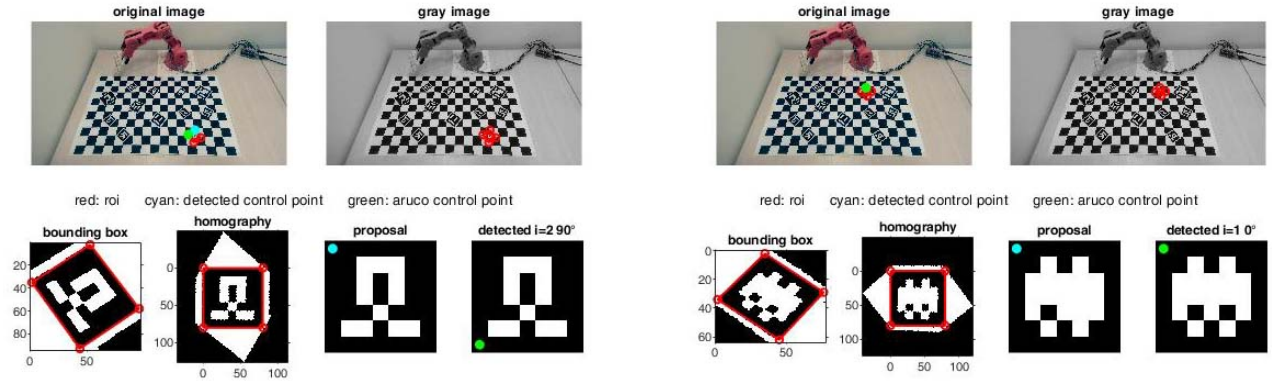 original image
gray image
red: roi cyan: detected control point green: aruco control point
bounding box
homography
proposal
detected i=2 90°
20
40
60
80
0
50
0
50
100
0
50
100
original image
gray image
red: roi cyan: detected control point green: aruco control point
bounding box
homography
proposal
detected i=1 0°
0
20
40
60
0
50
0
50
100
0
50
100